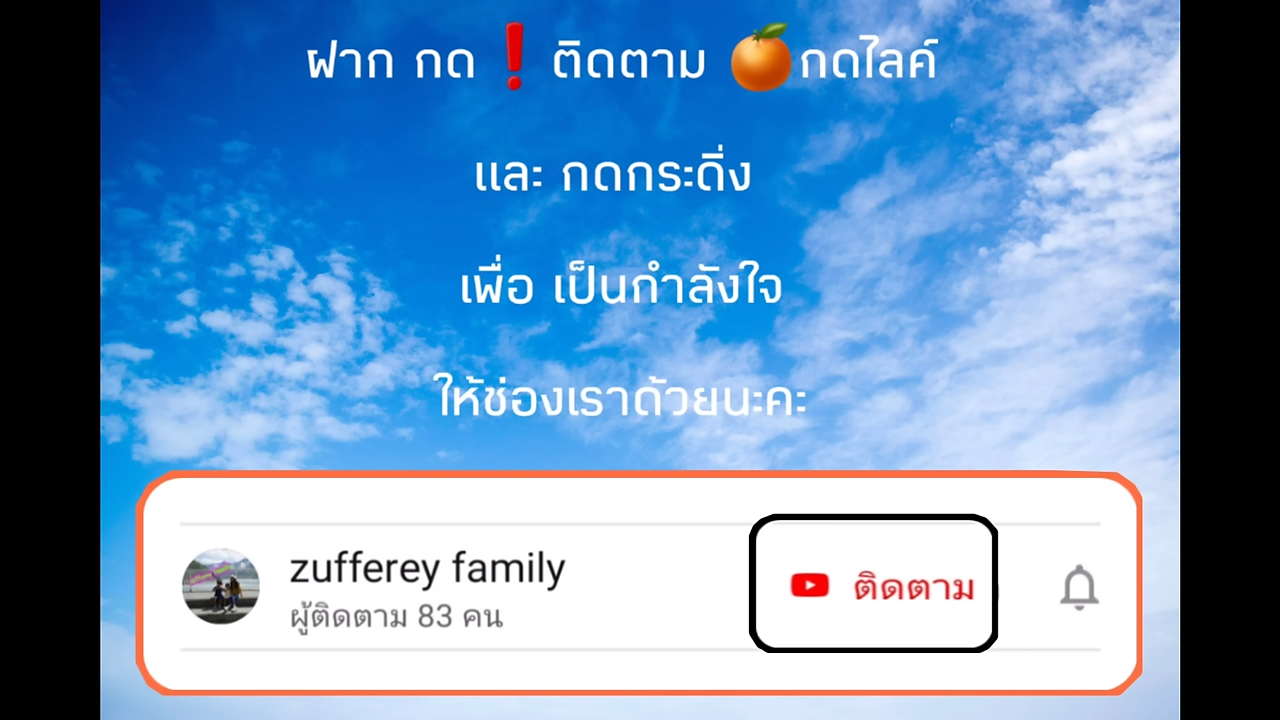 ฝาก กด❗ติดตาม 🍊กดไลค์
และ กดกระดิ่ง
เพื่อ เป็นกำลังใจ
ให้ช่องเราด้วยนะคะ
zufferey family
ผู้ติดตาม 83 คน
ติดตาม